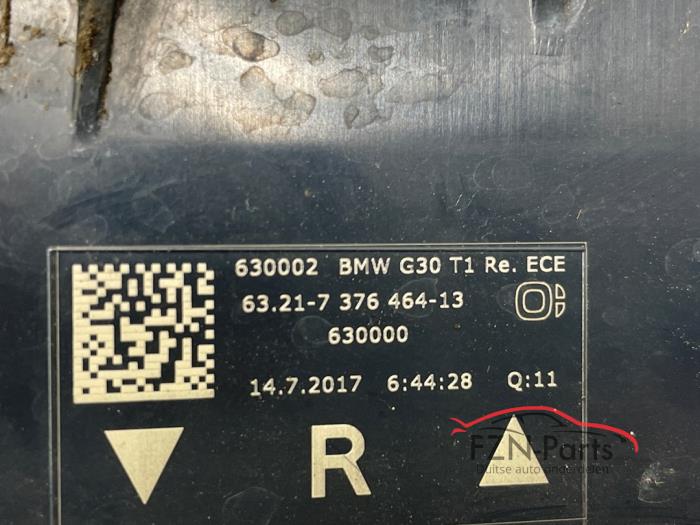 630002 BMW G30 T1 Re. ECE
63.21-7 376 464-13
630000
14.7.2017 6:44:28 Q:11
R
FZN-Parts
Duitse auto onderdelen